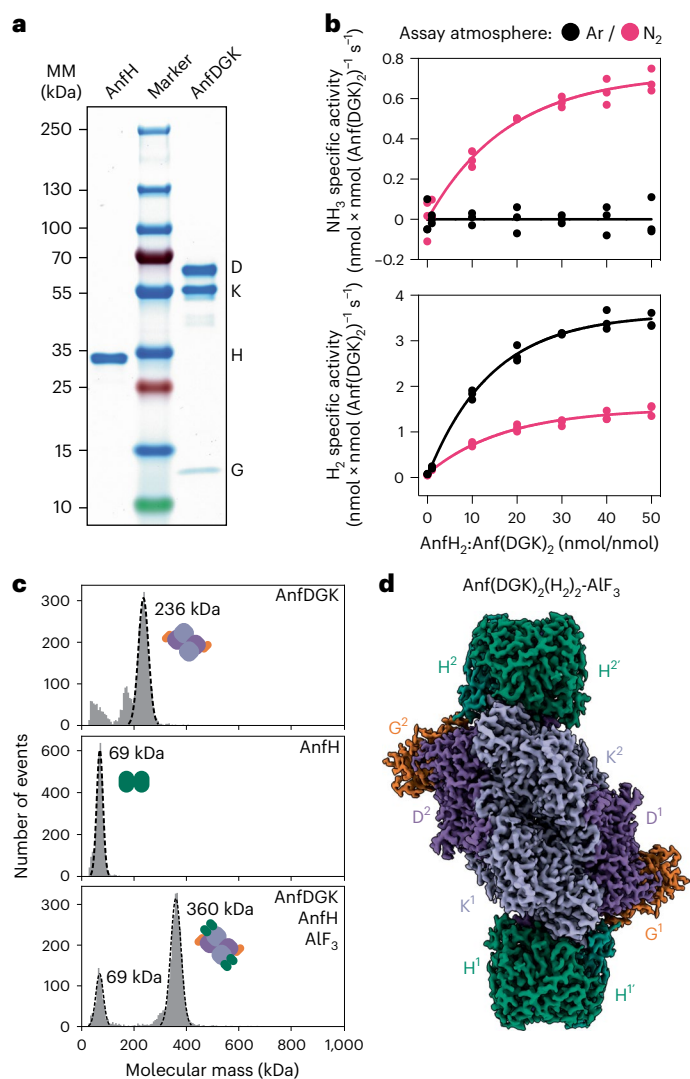 a
MM
(kDa)
AnfH
Marker
AnfDGK
250
130
100
70
55
35
25
15
10
D
K
H
G
b
Assay atmosphere: Ar / N₂
NH₃ specific activity
(nmol × nmol (Anf(DGK)₂)⁻¹ s⁻¹)
0.8
0.6
0.4
0.2
0
–0.2
H₂ specific activity
(nmol × nmol (Anf(DGK)₂)⁻¹ s⁻¹)
4
3
2
1
0
0 10 20 30 40 50
AnfH₂:Anf(DGK)₂ (nmol/nmol)
c
Number of events
AnfDGK
236 kDa
300
200
100
0
AnfH
69 kDa
600
400
200
0
AnfDGK
AnfH
AlF₃
360 kDa
69 kDa
300
200
100
0
0 200 400 600 800 1,000
Molecular mass (kDa)
d
Anf(DGK)₂(H₂)₂-AlF₃
H²
H²′
G²
K²
D²
D¹
K¹
G¹
H¹
H¹′